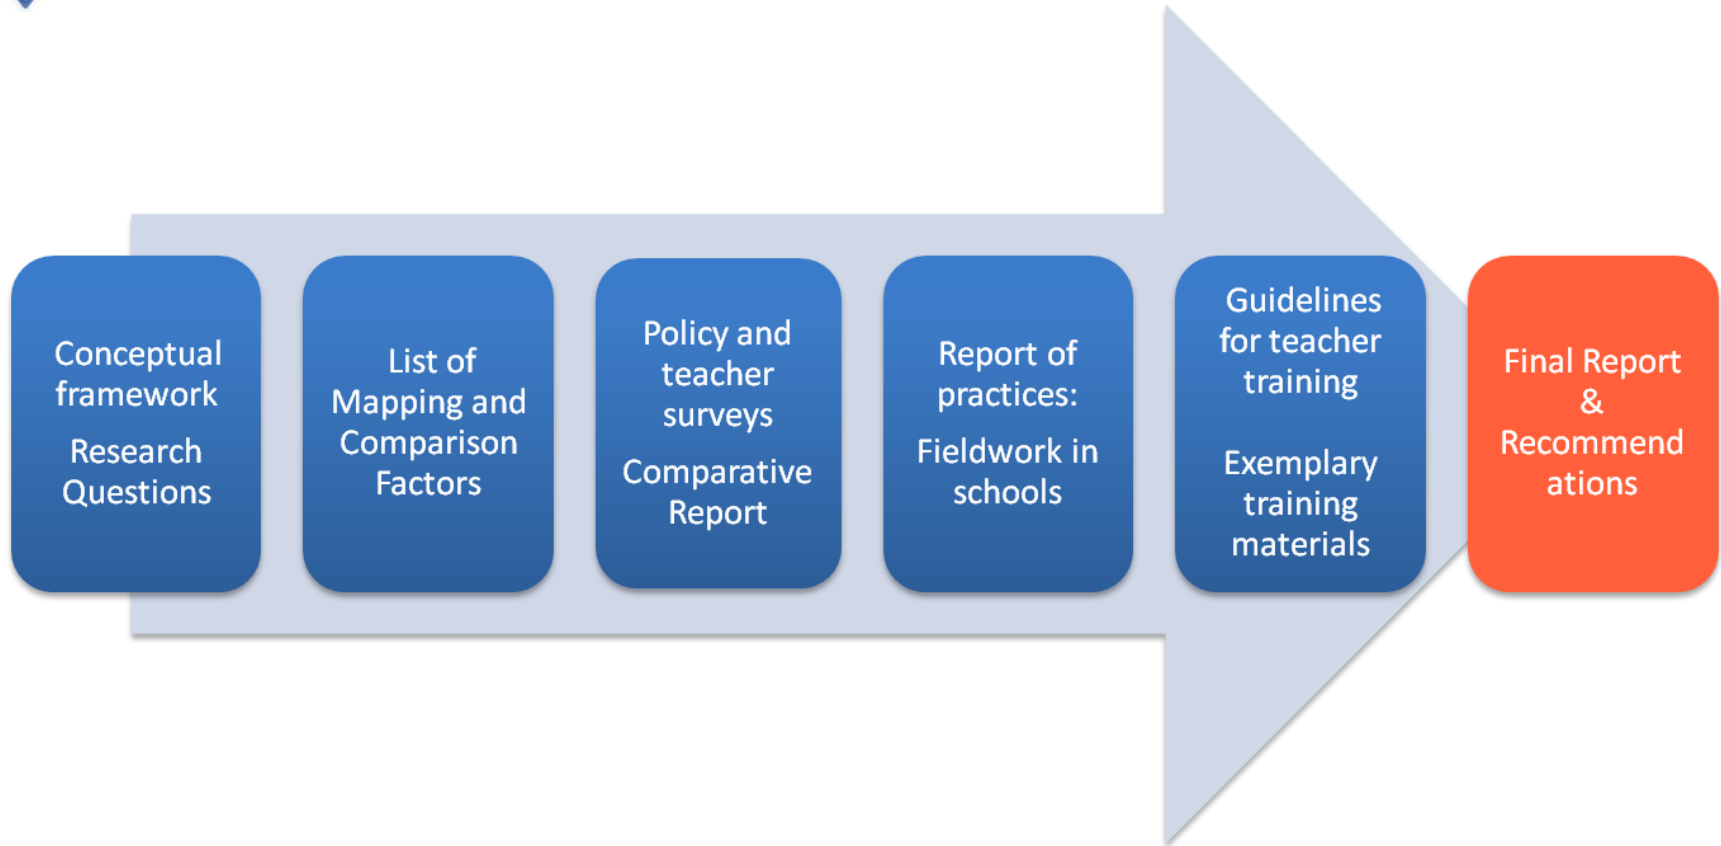 Conceptual
framework
Research
Questions
List of
Mapping and
Comparison
Factors
Policy and
teacher
surveys
Comparative
Report
Report of
practices:
Fieldwork in
schools
Guidelines
for teacher
training
Exemplary
training
materials
Final Report
&
Recommend
ations